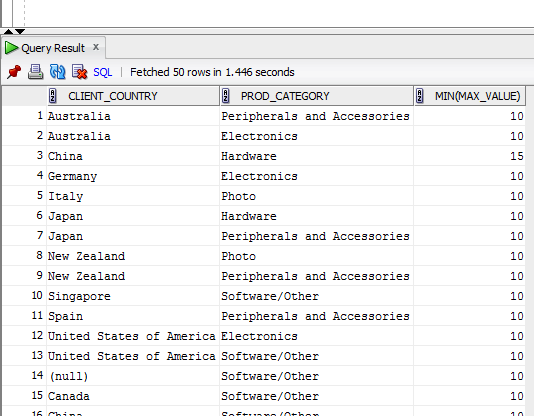 Query Result x
SQL | Fetched 50 rows in 1.446 seconds
CLIENT_COUNTRY PROD_CATEGORY MIN(MAX_VALUE)
1 Australia Peripherals and Accessories 10
2 Australia Electronics 10
3 China Hardware 15
4 Germany Electronics 10
5 Italy Photo 10
6 Japan Hardware 10
7 Japan Peripherals and Accessories 10
8 New Zealand Photo 10
9 New Zealand Peripherals and Accessories 10
10 Singapore Software/Other 10
11 Spain Peripherals and Accessories 10
12 United States of America Electronics 10
13 United States of America Software/Other 10
14 (null) Software/Other 10
15 Canada Software/Other 10
16 China Software/Other 10